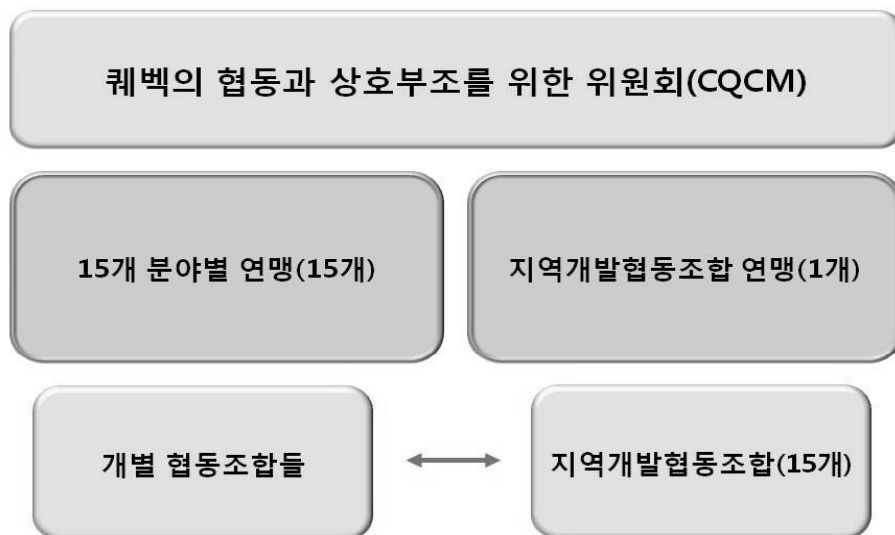 퀘벡의 협동과 상호부조를 위한 위원회(CQCM)
15개 분야별 연맹(15개)
지역개발협동조합 연맹(1개)
개별 협동조합들
지역개발협동조합(15개)